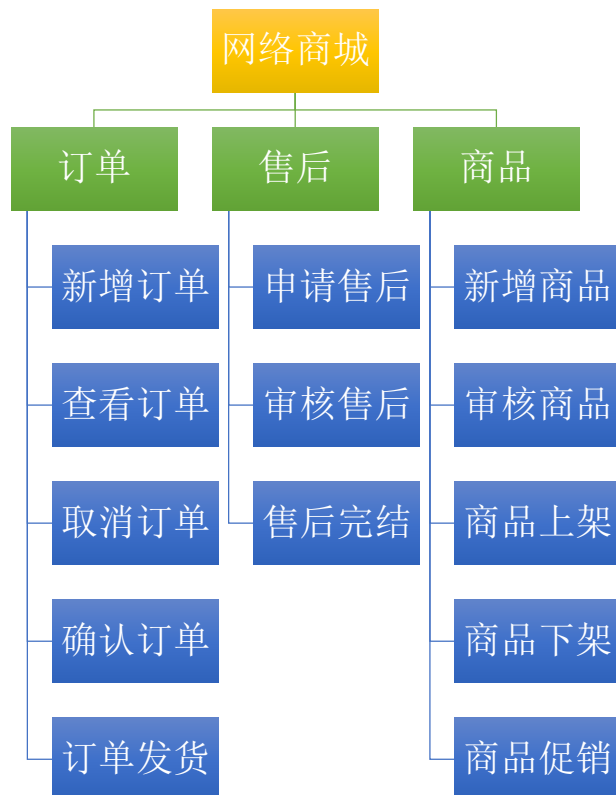 网络商城
订单
售后
商品
新增订单
申请售后
新增商品
查看订单
审核售后
审核商品
取消订单
售后完结
商品上架
确认订单
商品下架
订单发货
商品促销